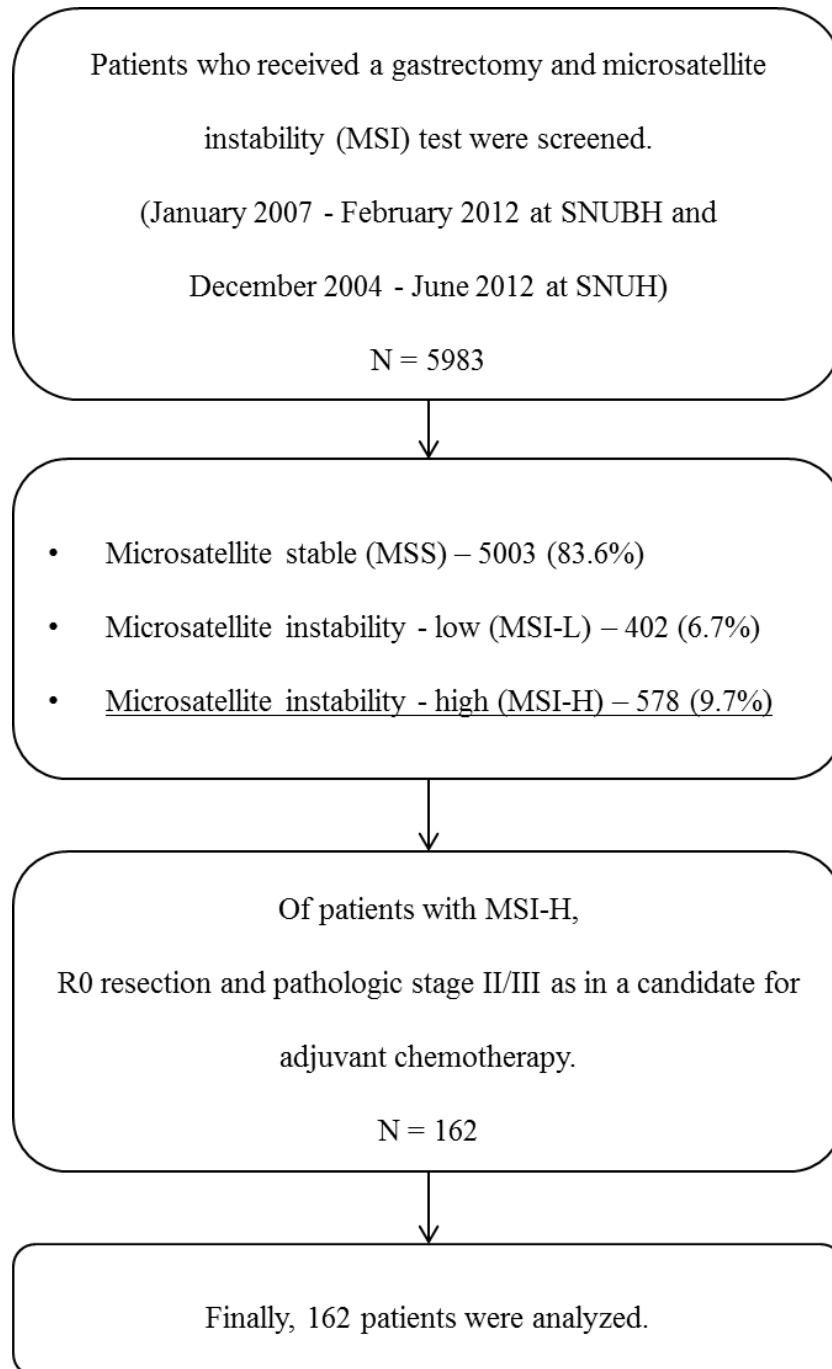 Patients who received a gastrectomy and microsatellite
instability (MSI) test were screened.
(January 2007 - February 2012 at SNUBH and
December 2004 - June 2012 at SNUH)
N = 5983
• Microsatellite stable (MSS) – 5003 (83.6%)
• Microsatellite instability - low (MSI-L) – 402 (6.7%)
• Microsatellite instability - high (MSI-H) – 578 (9.7%)
Of patients with MSI-H,
R0 resection and pathologic stage II/III as in a candidate for
adjuvant chemotherapy.
N = 162
Finally, 162 patients were analyzed.